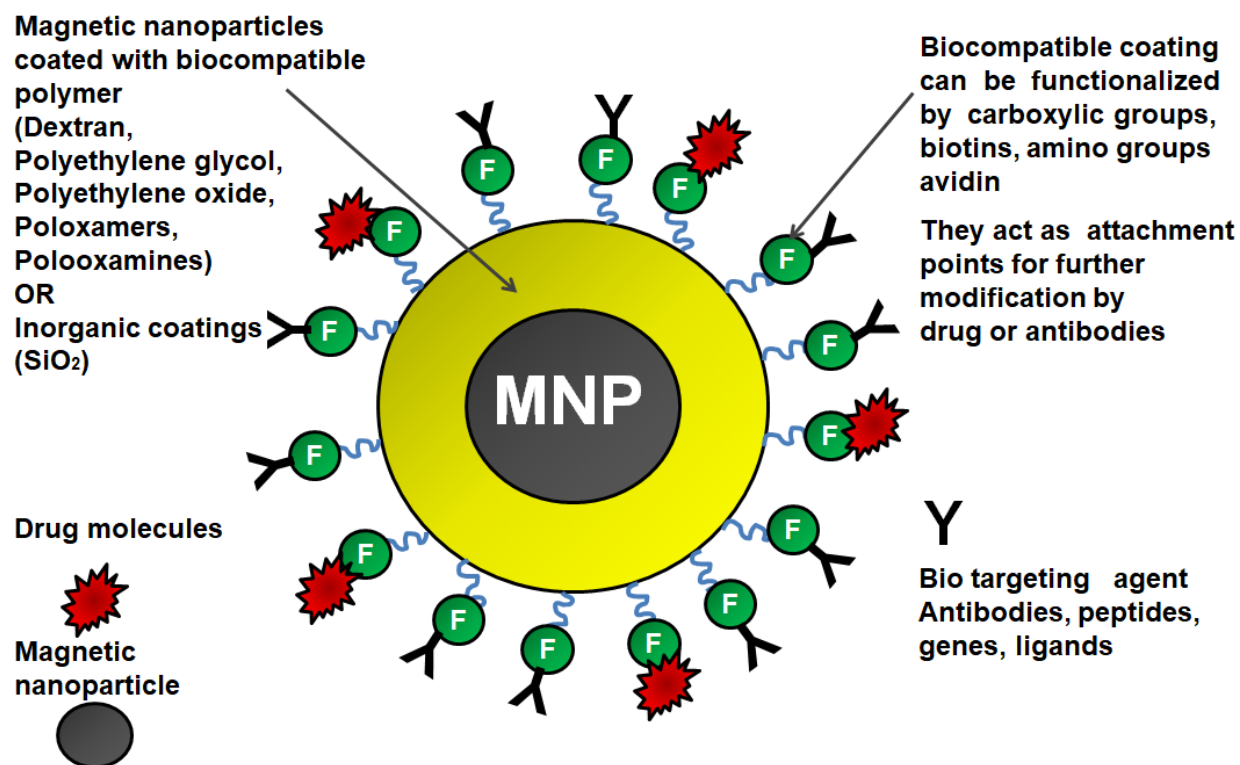 Magnetic nanoparticles
coated with biocompatible
polymer
(Dextran,
Polyethylene glycol,
Polyethylene oxide,
Poloxamers,
Polooxamines)
OR
Inorganic coatings
(SiO₂)
Biocompatible coating
can be functionalized
by carboxylic groups,
biotins, amino groups
avidin
They act as attachment
points for further
modification by
drug or antibodies
F
F
F
F
F
F
F
MNP
F
F
F
F
F
F
F
F
F
Drug molecules
Magnetic
nanoparticle
Y
Bio targeting agent
Antibodies, peptides,
genes, ligands